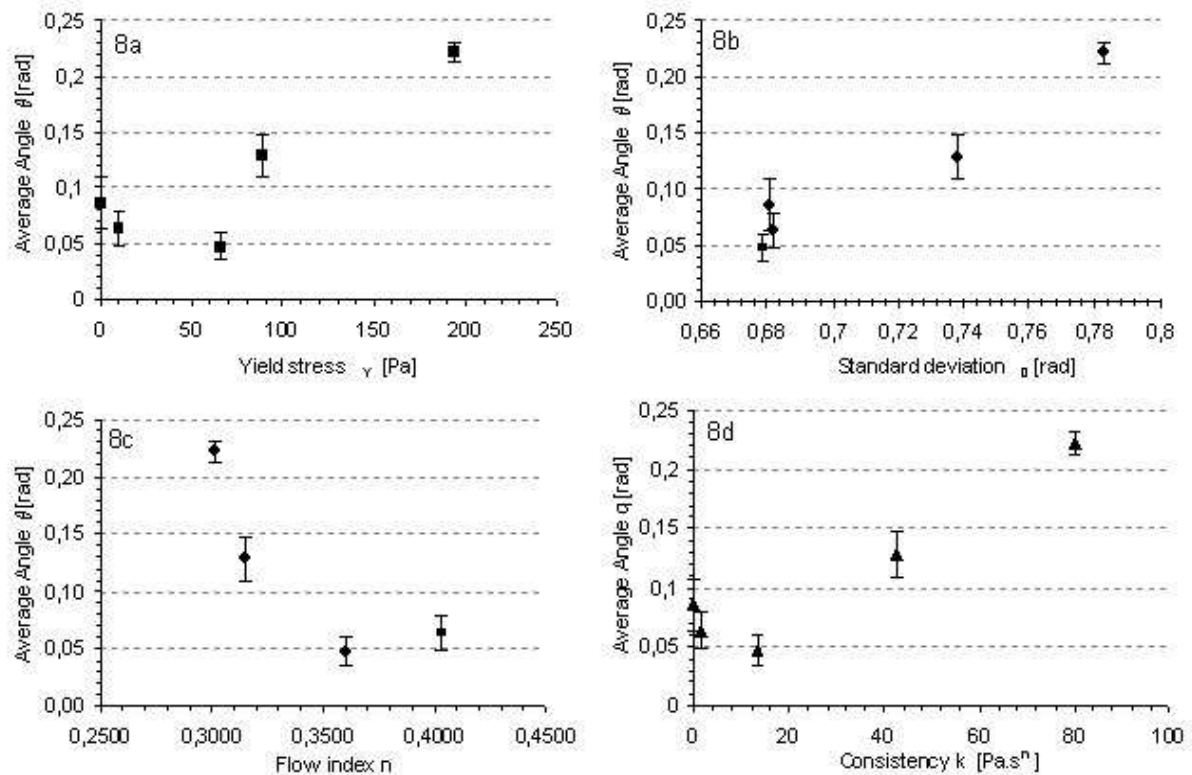 8a
Average Angle θ [rad]
0,25
0,2
0,15
0,1
0,05
0
0 50 100 150 200 250
Yield stress Y [Pa]
8b
Average Angle θ [rad]
0,25
0,20
0,15
0,10
0,05
0,00
0,66 0,68 0,7 0,72 0,74 0,76 0,78 0,8
Standard deviation [rad]
8c
Average Angle θ [rad]
0,25
0,20
0,15
0,10
0,05
0,00
0,2500 0,3000 0,3500 0,4000 0,4500
Flow index n
8d
Average Angle q [rad]
0,25
0,2
0,15
0,1
0,05
0
0 20 40 60 80 100
Consistency k [Pa.sⁿ]